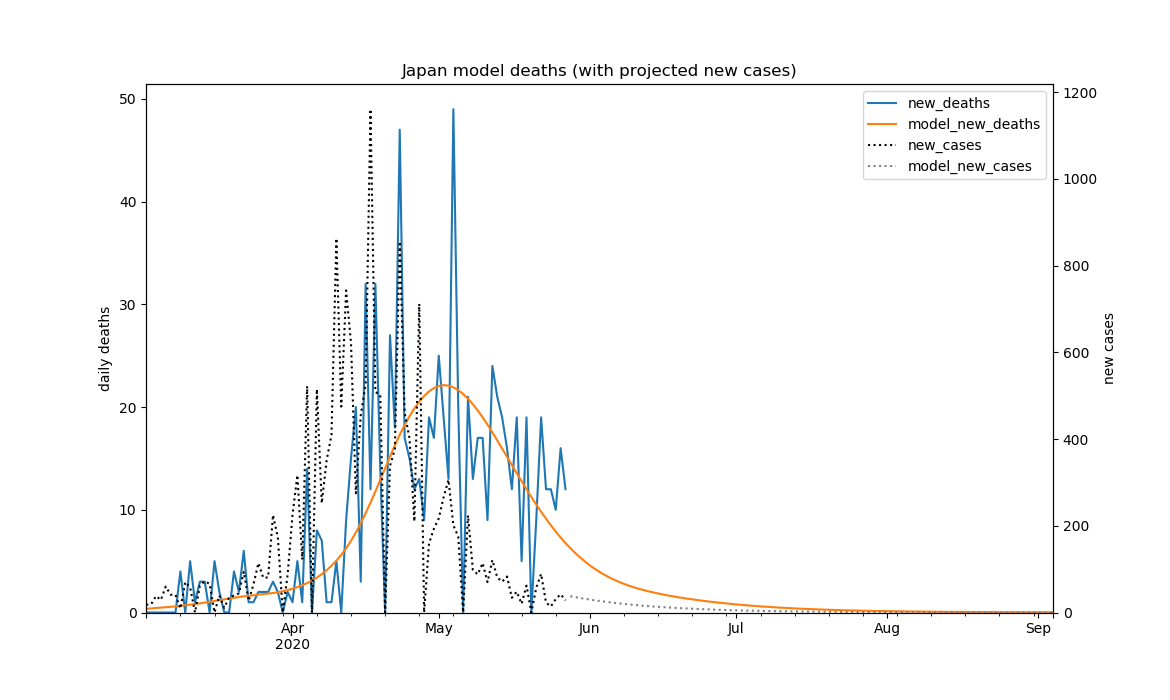 Japan model deaths (with projected new cases)
new_deaths
model_new_deaths
new_cases
model_new_cases
daily deaths
50
40
30
20
10
0
1200
1000
800
600
400
200
0
new cases
Apr
2020
May
Jun
Jul
Aug
Sep